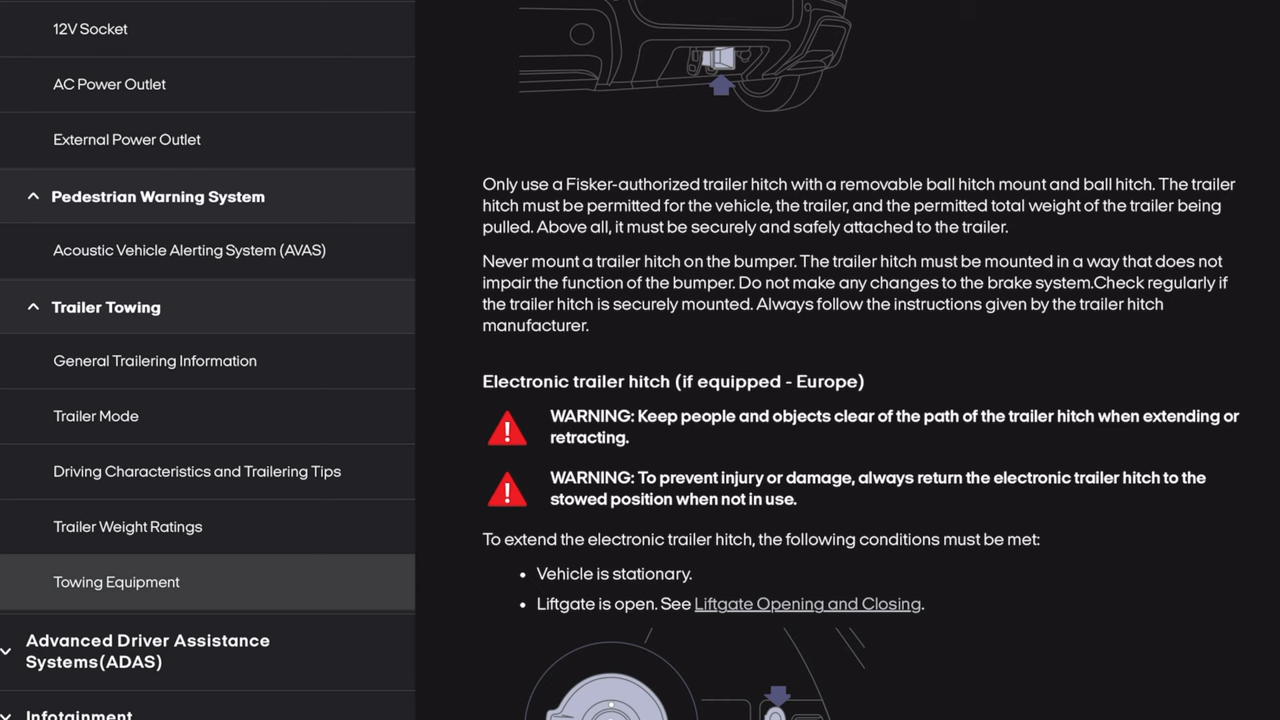 12V Socket
AC Power Outlet
External Power Outlet
Pedestrian Warning System
Acoustic Vehicle Alerting System (AVAS)
Trailer Towing
General Trailering Information
Trailer Mode
Driving Characteristics and Trailering Tips
Trailer Weight Ratings
Towing Equipment
Advanced Driver Assistance
Systems(ADAS)
Infotainment
Only use a Fisker-authorized trailer hitch with a removable ball hitch mount and ball hitch. The trailer
hitch must be permitted for the vehicle, the trailer, and the permitted total weight of the trailer being
pulled. Above all, it must be securely and safely attached to the trailer.
Never mount a trailer hitch on the bumper. The trailer hitch must be mounted in a way that does not
impair the function of the bumper. Do not make any changes to the brake system.Check regularly if
the trailer hitch is securely mounted. Always follow the instructions given by the trailer hitch
manufacturer.
Electronic trailer hitch (if equipped - Europe)
WARNING: Keep people and objects clear of the path of the trailer hitch when extending or
retracting.
WARNING: To prevent injury or damage, always return the electronic trailer hitch to the
stowed position when not in use.
To extend the electronic trailer hitch, the following conditions must be met:
• Vehicle is stationary.
• Liftgate is open. See Liftgate Opening and Closing.